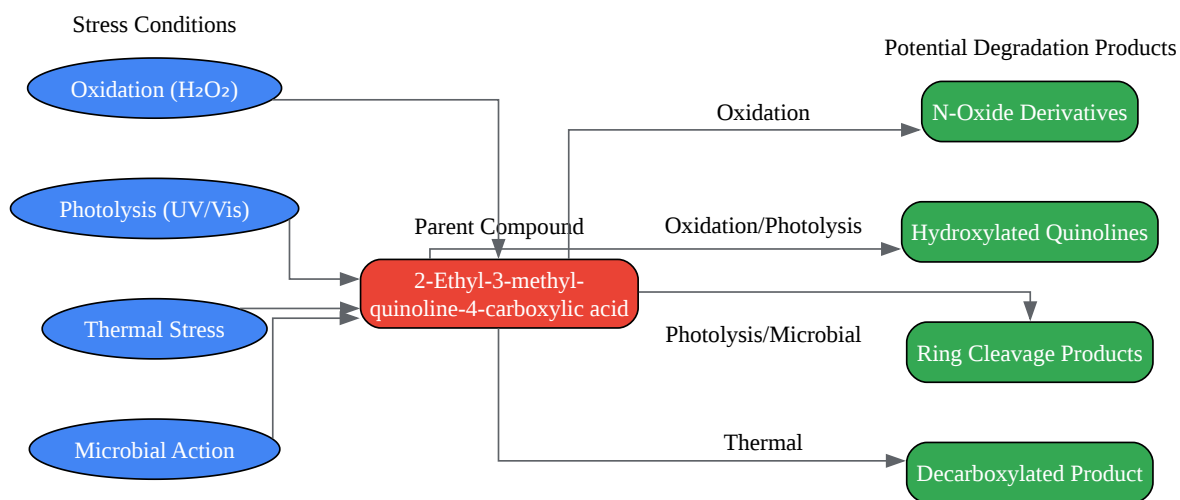 Stress Conditions
Potential Degradation Products
Oxidation (H₂O₂)
N-Oxide Derivatives
Oxidation
Photolysis (UV/Vis)
Parent Compound
Oxidation/Photolysis
Hydroxylated Quinolines
2-Ethyl-3-methyl-
quinoline-4-carboxylic acid
Thermal Stress
Photolysis/Microbial
Ring Cleavage Products
Microbial Action
Thermal
Decarboxylated Product